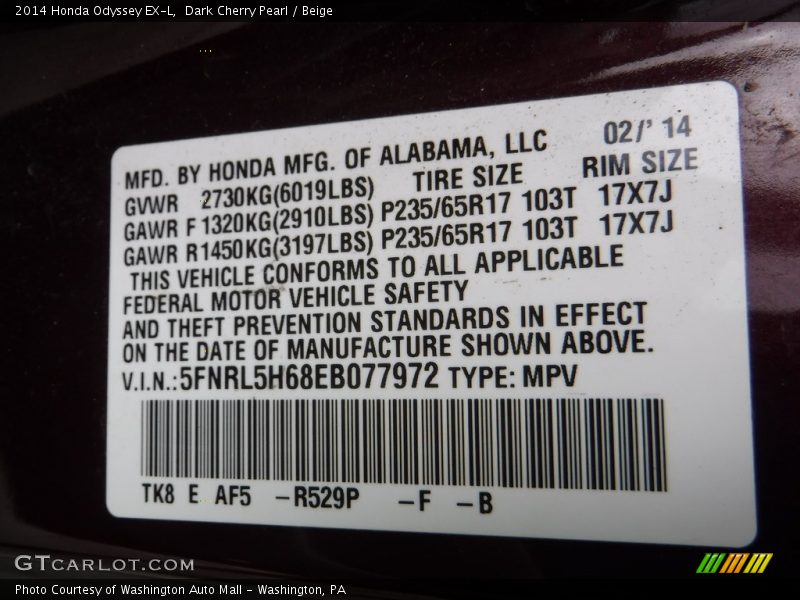 2014 Honda Odyssey EX-L, Dark Cherry Pearl / Beige
MFD. BY HONDA MFG. OF ALABAMA, LLC 02/' 14
GVWR 2730KG(6019LBS) TIRE SIZE RIM SIZE
GAWR F 1320KG(2910LBS) P235/65R17 103T 17X7J
GAWR R1450KG(3197LBS) P235/65R17 103T 17X7J
THIS VEHICLE CONFORMS TO ALL APPLICABLE
FEDERAL MOTOR VEHICLE SAFETY
AND THEFT PREVENTION STANDARDS IN EFFECT
ON THE DATE OF MANUFACTURE SHOWN ABOVE.
V.I.N.:5FNRL5H68EB077972 TYPE: MPV
TK8 E AF5 -R529P -F -B
GTCARLOT.COM
Photo Courtesy of Washington Auto Mall - Washington, PA